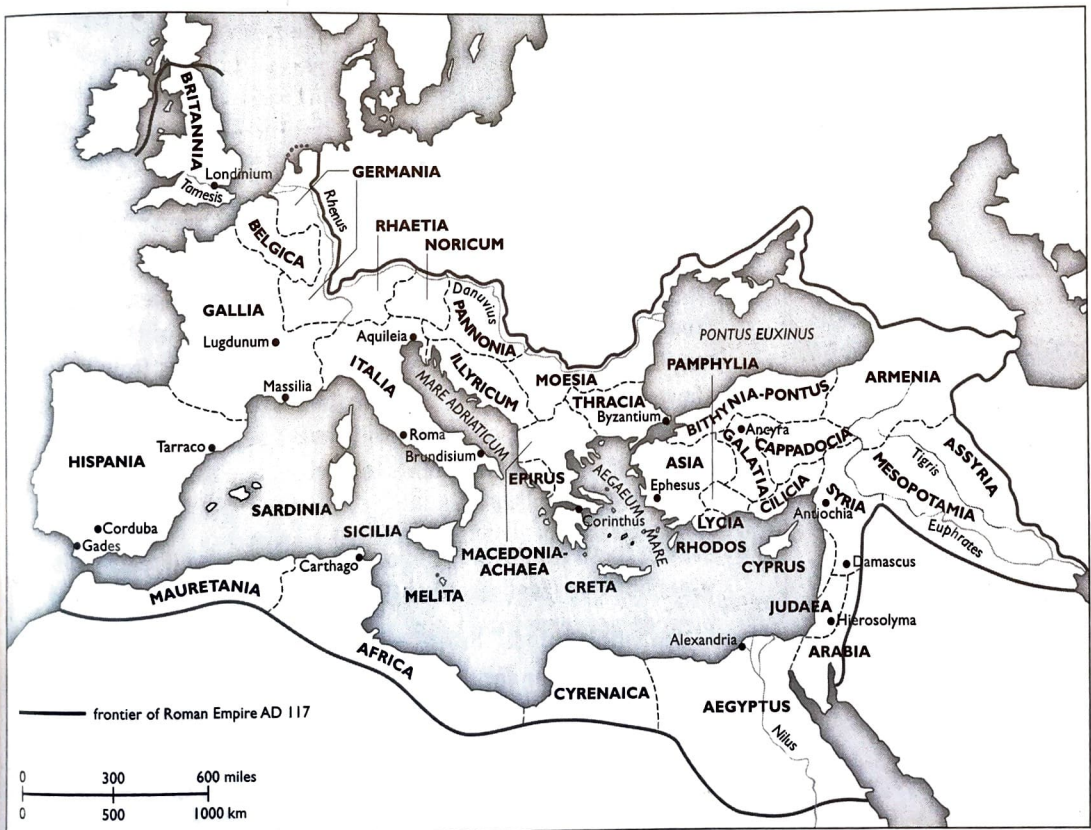 BRITANNIA
Londinium
Tamesis
GERMANIA
Rhenus
BELGICA
RHAETIA
NORICUM
GALLIA
Lugdunum
Danuvius
PANNONIA
Aquileia
ITALIA
ILLYRICUM
MARE ADRIATICUM
MOESIA
PONTUS EUXINUS
PAMPHYLIA
ARMENIA
Massilia
THRACIA
Byzantium
BITHYNIA-PONTUS
Tarraco
HISPANIA
Roma
Brundisium
Ancyra
GALATIA
CAPPADOCIA
ASSYRIA
Tigris
MESOPOTAMIA
Euphrates
ASIA
Ephesus
EPIRUS
AEGAEUM MARE
CILICIA
SYRIA
Antiochia
SARDINIA
SICILIA
Corduba
Gades
Corinthus
LYCIA
RHODOS
MACEDONIA-
ACHAEA
CYPRUS
Damascus
Carthago
MAURETANIA
MELITA
CRETA
JUDAEA
Hierosolyma
Alexandria
ARABIA
AFRICA
CYRENAICA
AEGYPTUS
Nilus
frontier of Roman Empire AD 117
0 300 600 miles
0 500 1000 km